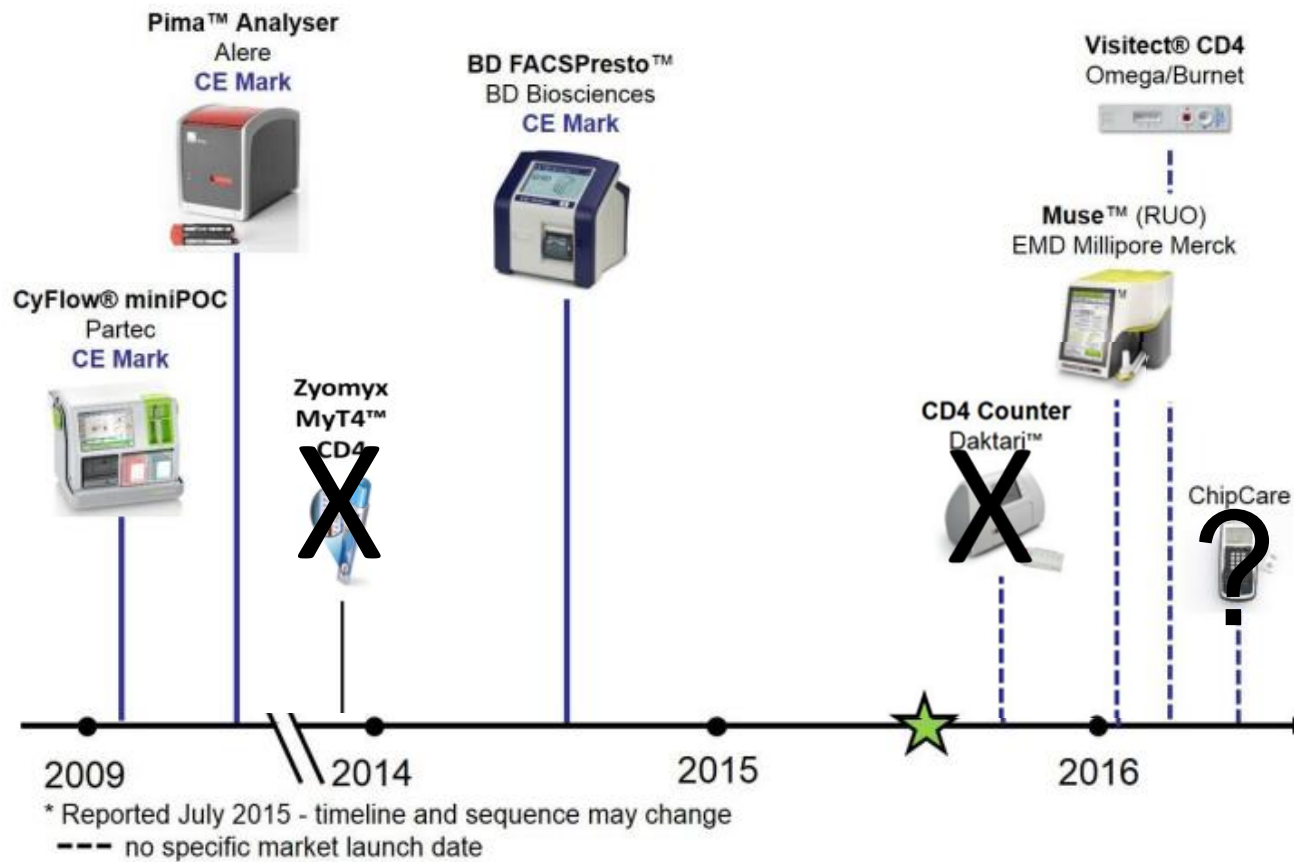 Pima™ Analyser
Alere
CE Mark
BD FACSPresto™
BD Biosciences
CE Mark
Visitect® CD4
Omega/Burnet
Muse™ (RUO)
EMD Millipore Merck
CyFlow® miniPOC
Partec
CE Mark
Zyomyx
MyT4™
CD4
X
CD4 Counter
Daktari™
X
ChipCare
?
2009
2014
2015
2016
* Reported July 2015 - timeline and sequence may change
---- no specific market launch date